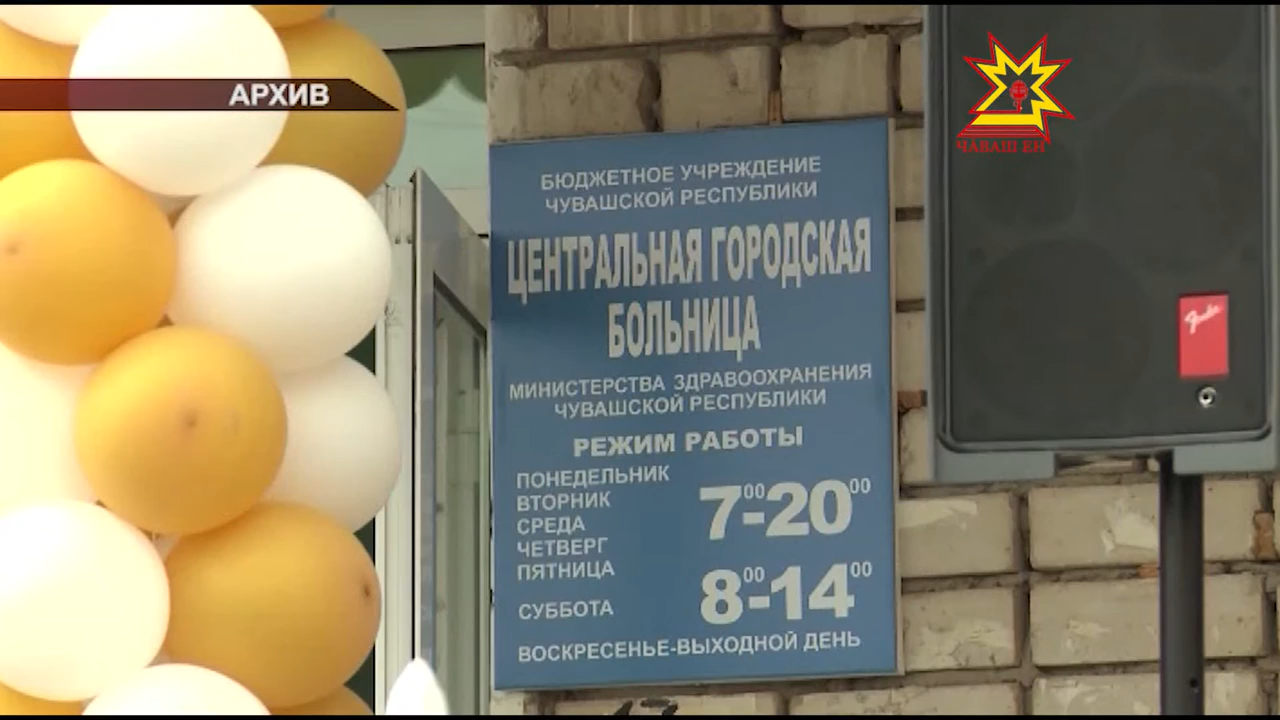 АРХИВ
ЧĂВАШ ЕН
БЮДЖЕТНОЕ УЧРЕЖДЕНИЕ
ЧУВАШСКОЙ РЕСПУБЛИКИ
ЦЕНТРАЛЬНАЯ ГОРОДСКАЯ
БОЛЬНИЦА
МИНИСТЕРСТВА ЗДРАВООХРАНЕНИЯ
ЧУВАШСКОЙ РЕСПУБЛИКИ
РЕЖИМ РАБОТЫ
ПОНЕДЕЛЬНИК
ВТОРНИК
СРЕДА
ЧЕТВЕРГ
ПЯТНИЦА
7⁰⁰-20⁰⁰
СУББОТА 8⁰⁰-14⁰⁰
ВОСКРЕСЕНЬЕ-ВЫХОДНОЙ ДЕНЬ
Fender